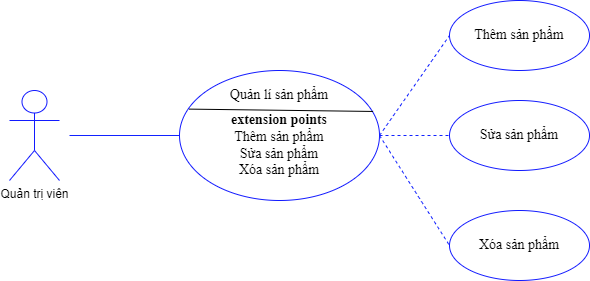 Thêm sản phẩm
Quản lí sản phẩm
extension points
Thêm sản phẩm
Sửa sản phẩm
Xóa sản phẩm
Sửa sản phẩm
Quản trị viên
Xóa sản phẩm